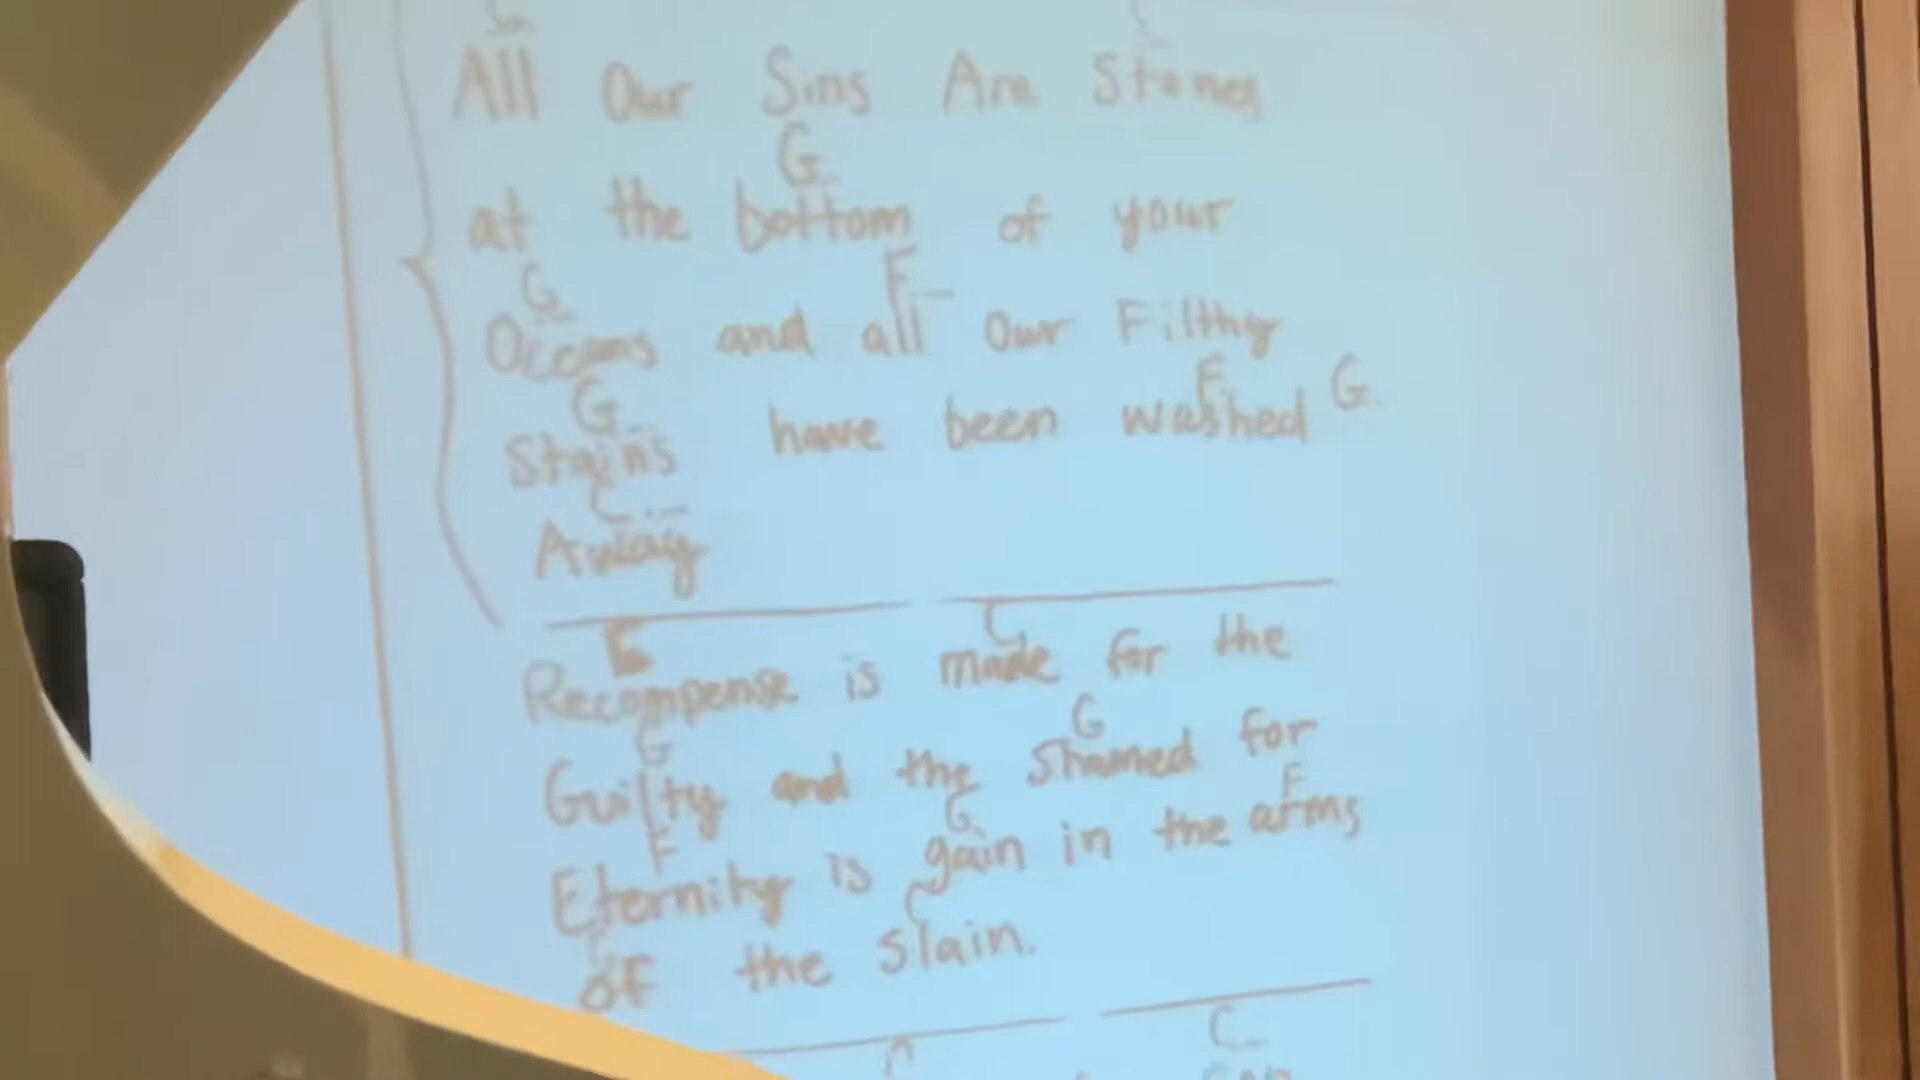 All Our Sins Are Stones
G
at the bottom of your
G F
Oceans and all Our Filthy
G F G
Stains have been washed
C
Away
C
Recompense is made for the
G G
Guilty and the Shamed for
F G F
Eternity is gain in the arms
C
of the slain.
C